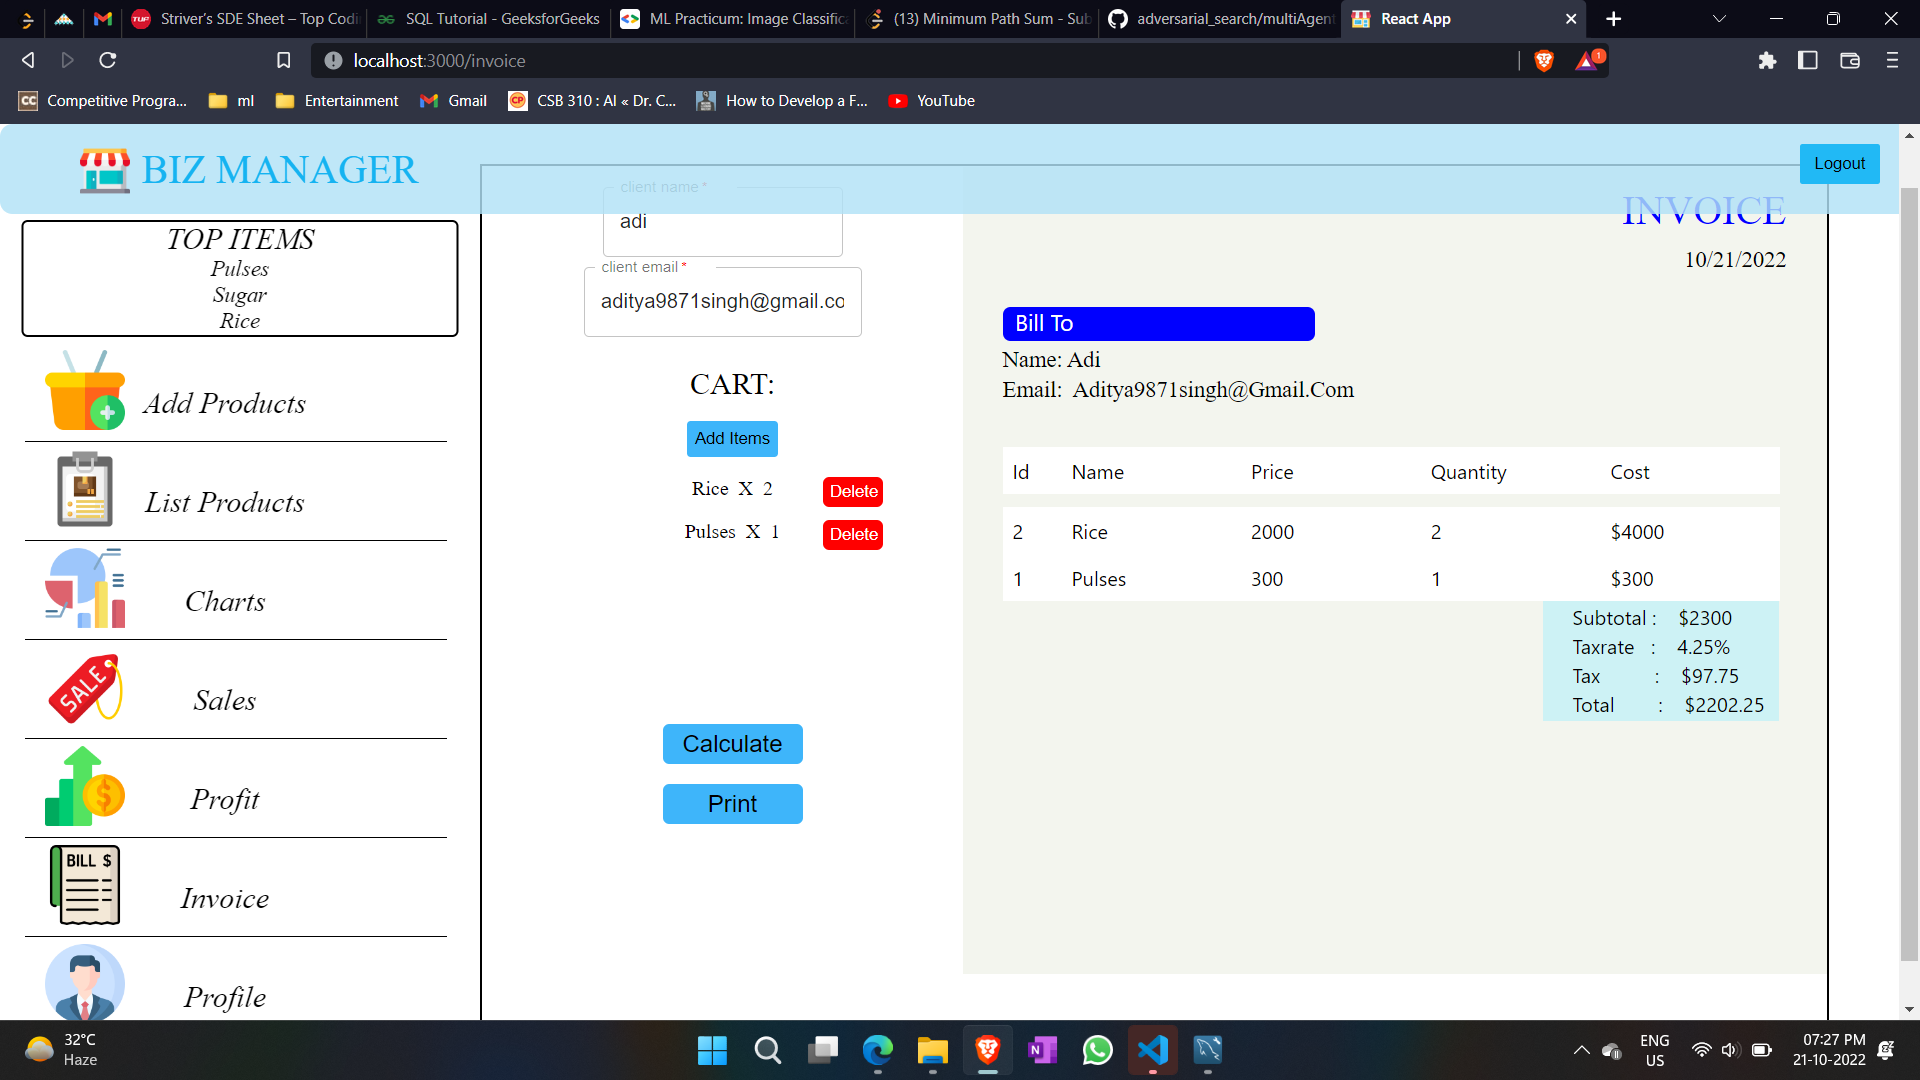 Striver's SDE Sheet – Top Codi
SQL Tutorial - GeeksforGeeks
ML Practicum: Image Classific
(13) Minimum Path Sum - Sub
adversarial_search/multiAgent
React App
localhost:3000/invoice
1
Competitive Progra...
ml
Entertainment
Gmail
CSB 310 : AI « Dr. C...
How to Develop a F...
YouTube
BIZ MANAGER
Logout
TOP ITEMS
Pulses
Sugar
Rice
Add Products
List Products
Charts
SALE
Sales
Profit
BILL $
Invoice
Profile
client name *
adi
client email *
aditya9871singh@gmail.co
CART:
Add Items
Rice X 2
Delete
Pulses X 1
Delete
Calculate
Print
INVOICE
10/21/2022
Bill To
Name: Adi
Email: Aditya9871singh@Gmail.Com
Id Name Price Quantity Cost
2 Rice 2000 2 $4000
1 Pulses 300 1 $300
Subtotal : $2300
Taxrate : 4.25%
Tax : $97.75
Total : $2202.25
32°C
Haze
ENG
US
07:27 PM
21-10-2022